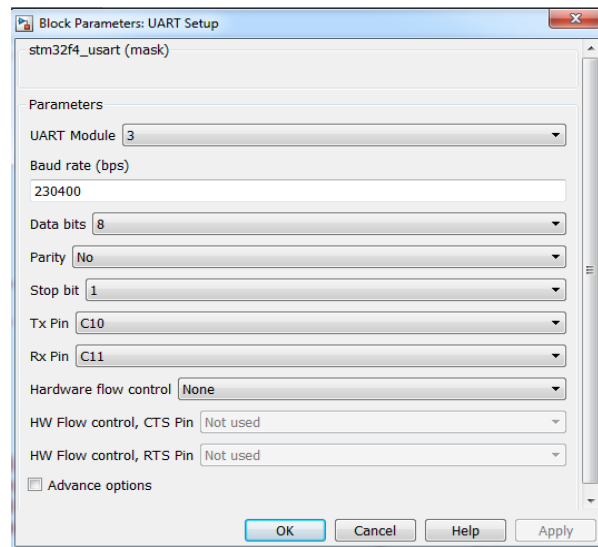 Block Parameters: UART Setup
stm32f4_usart (mask)
Parameters
UART Module 3
Baud rate (bps)
230400
Data bits 8
Parity No
Stop bit 1
Tx Pin C10
Rx Pin C11
Hardware flow control None
HW Flow control, CTS Pin Not used
HW Flow control, RTS Pin Not used
Advance options
OK Cancel Help Apply